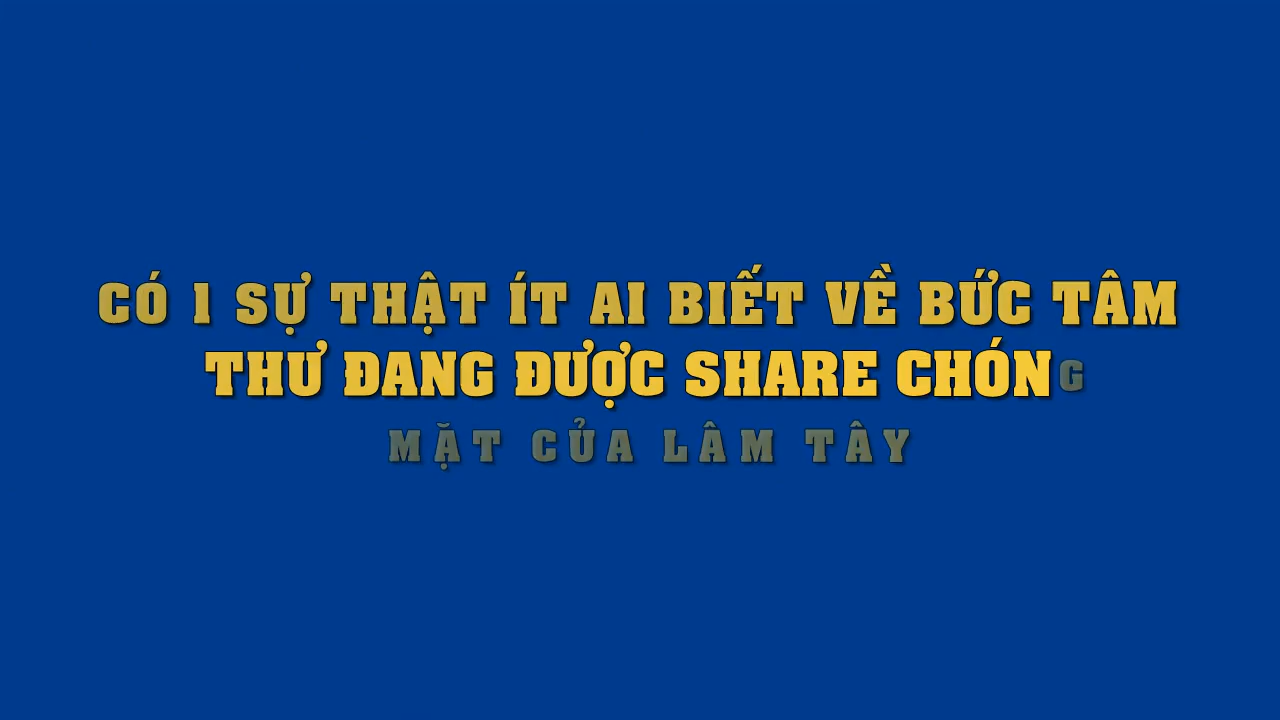 CÓ 1 SỰ THẬT ÍT AI BIẾT VỀ BỨC TÂM
THƯ ĐANG ĐƯỢC SHARE CHÓNG
MẶT CỦA LÂM TÂY